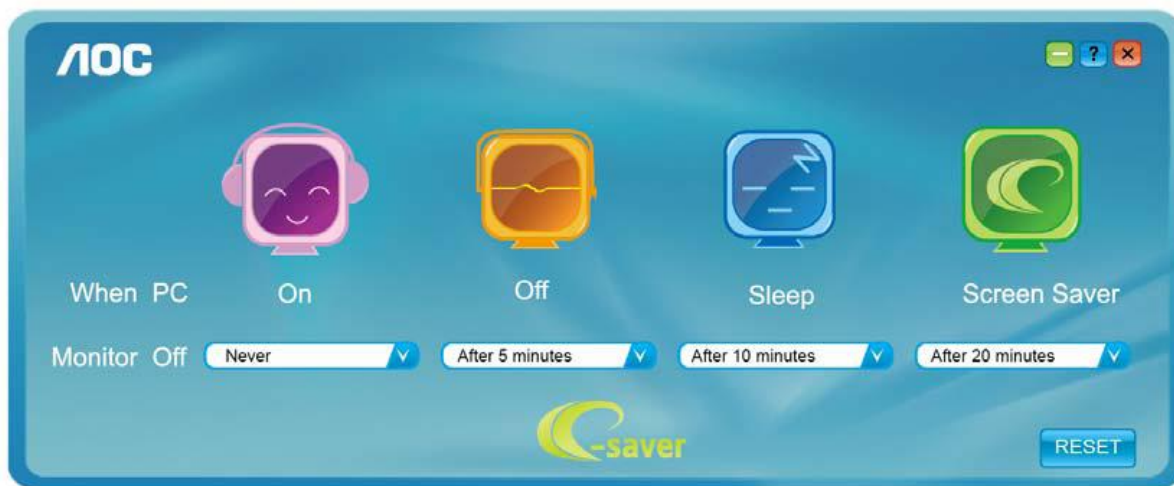 AOC
?
When PC On Off Sleep Screen Saver
Monitor Off Never After 5 minutes After 10 minutes After 20 minutes
e-saver
RESET